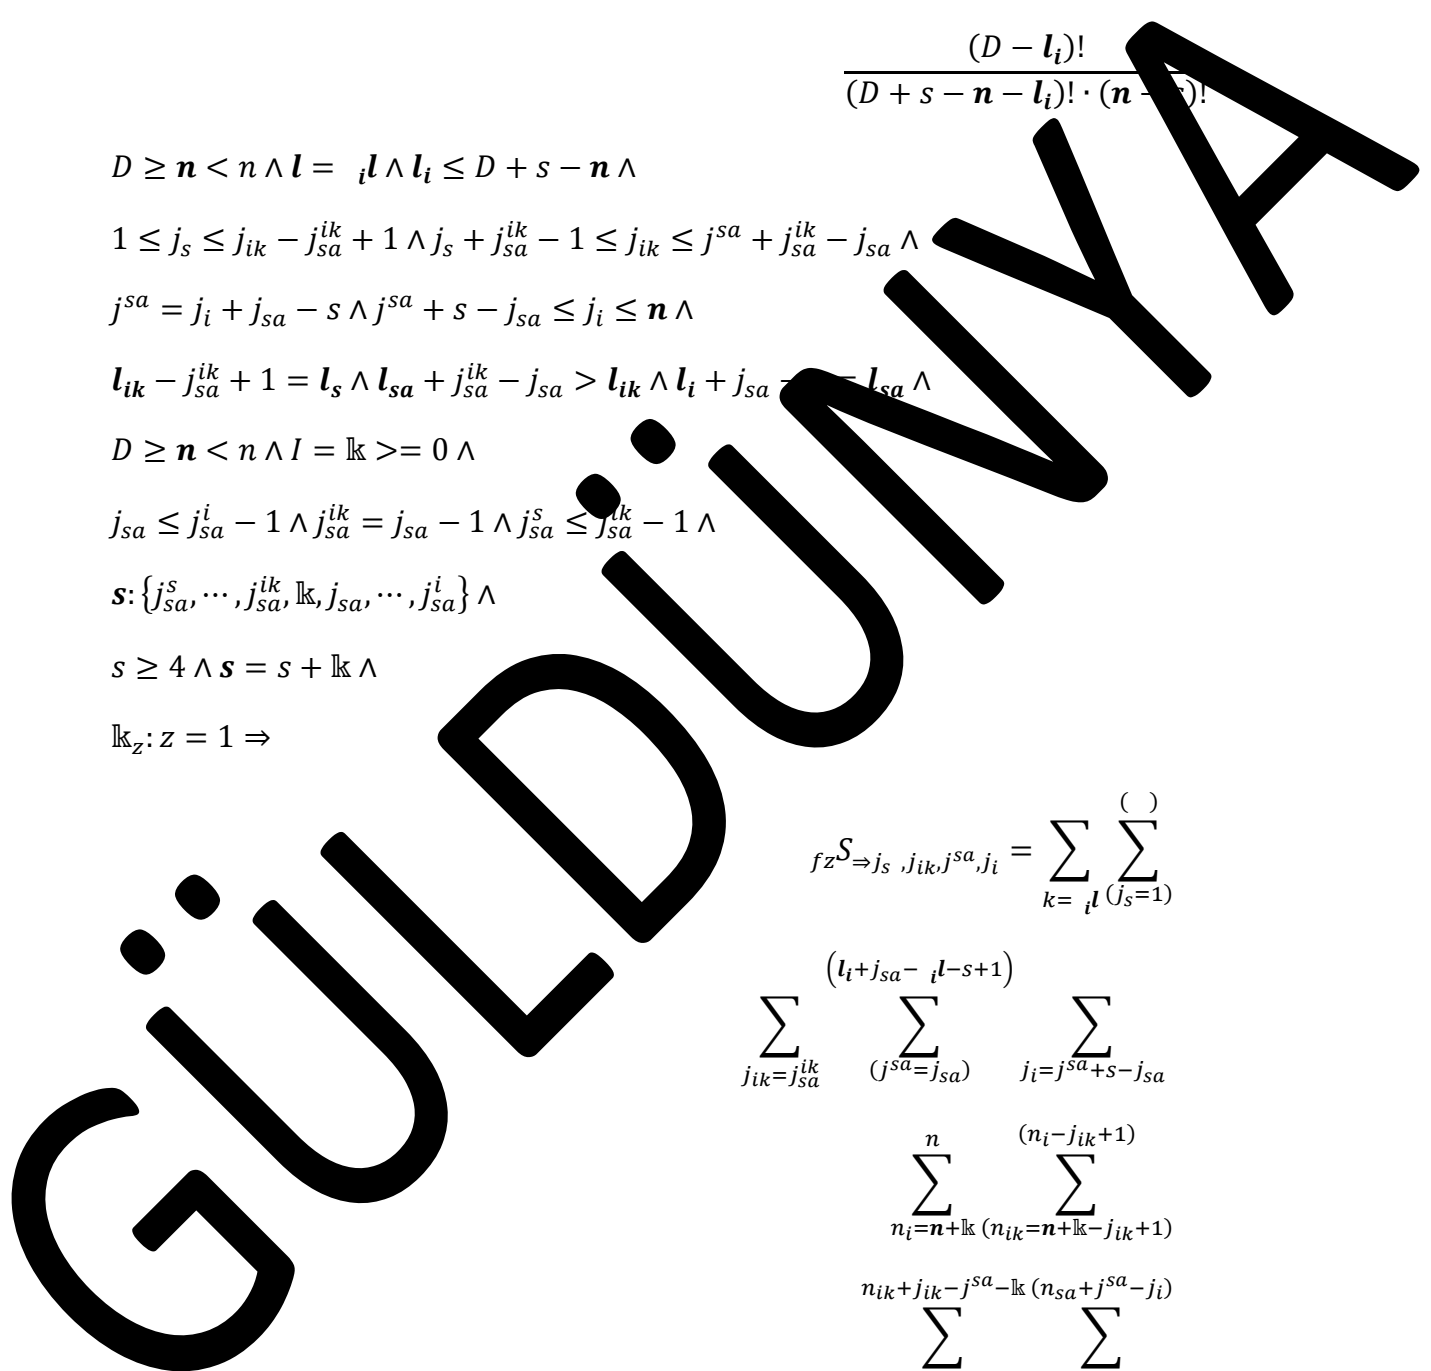 (D − l_i)!
(D + s − n − l_i)! · (n − s)!
D ≥ n < n ∧ l = ᵢl ∧ l_i ≤ D + s − n ∧
1 ≤ j_s ≤ j_ik − j_sa^ik + 1 ∧ j_s + j_sa^ik − 1 ≤ j_ik ≤ j^sa + j_sa^ik − j_sa ∧
j^sa = j_i + j_sa − s ∧ j^sa + s − j_sa ≤ j_i ≤ n ∧
l_ik − j_sa^ik + 1 = l_s ∧ l_sa + j_sa^ik − j_sa > l_ik ∧ l_i + j_sa − = l_sa ∧
D ≥ n < n ∧ I = 𝕜 >= 0 ∧
j_sa ≤ j_sa^i − 1 ∧ j_sa^ik = j_sa − 1 ∧ j_sa^s ≤ j_sa^ik − 1 ∧
s: {j_sa^s, ⋯ , j_sa^ik, 𝕜, j_sa, ⋯ , j_sa^i} ∧
s ≥ 4 ∧ s = s + 𝕜 ∧
𝕜_z: z = 1 ⇒
( )
fzS⇒j_s ,j_ik,j^sa,j_i = ∑ ∑
k= ᵢl (j_s=1)
(l_i+j_sa− ᵢl−s+1)
∑ ∑ ∑
j_ik=j_sa^ik (j^sa=j_sa) j_i=j^sa+s−j_sa
n (n_i−j_ik+1)
∑ ∑
n_i=n+𝕜 (n_ik=n+𝕜−j_ik+1)
n_ik+j_ik−j^sa−𝕜 (n_sa+j^sa−j_i)
∑ ∑
GÜLDÜNYA